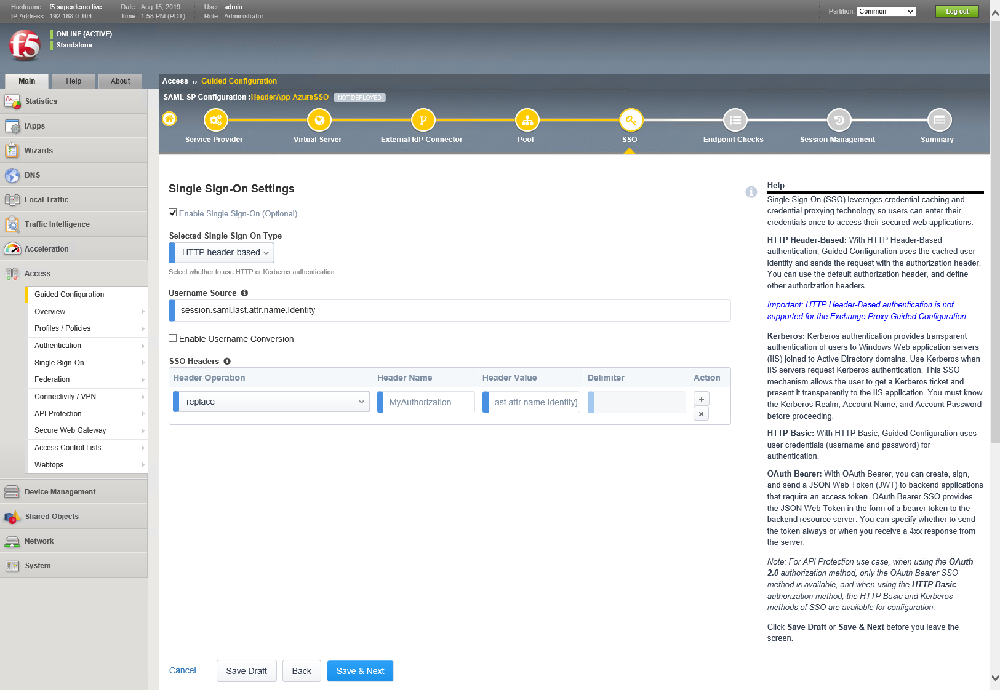 Hostname f5.superdemo.live Date Aug 15, 2019 User admin
IP Address 192.168.0.104 Time 1:58 PM (PDT) Role Administrator
Partition: Common Log out
f5
ONLINE (ACTIVE)
Standalone
Main Help About
Access ›› Guided Configuration
SAML SP Configuration :HeaderApp-AzureSSO NOT DEPLOYED
Service Provider Virtual Server External IdP Connector Pool SSO Endpoint Checks Session Management Summary
Statistics
iApps
Wizards
DNS
Local Traffic
Traffic Intelligence
Acceleration
Access
Guided Configuration
Overview
Profiles / Policies
Authentication
Single Sign-On
Federation
Connectivity / VPN
API Protection
Secure Web Gateway
Access Control Lists
Webtops
Device Management
Shared Objects
Network
System
Single Sign-On Settings
Enable Single Sign-On (Optional)
Selected Single Sign-On Type
HTTP header-based
Select whether to use HTTP or Kerberos authentication.
Username Source
session.saml.last.attr.name.Identity
Enable Username Conversion
SSO Headers
Header Operation Header Name Header Value Delimiter Action
replace MyAuthorization ast.attr.name.Identity} +
x
Cancel Save Draft Back Save & Next
Help
Single Sign-On (SSO) leverages credential caching and
credential proxying technology so users can enter their
credentials once to access their secured web applications.
HTTP Header-Based: With HTTP Header-Based
authentication, Guided Configuration uses the cached user
identity and sends the request with the authorization header.
You can use the default authorization header, and define
other authorization headers.
Important: HTTP Header-Based authentication is not
supported for the Exchange Proxy Guided Configuration.
Kerberos: Kerberos authentication provides transparent
authentication of users to Windows Web application servers
(IIS) joined to Active Directory domains. Use Kerberos when
IIS servers request Kerberos authentication. This SSO
mechanism allows the user to get a Kerberos ticket and
present it transparently to the IIS application. You must know
the Kerberos Realm, Account Name, and Account Password
before proceeding.
HTTP Basic: With HTTP Basic, Guided Configuration uses
user credentials (username and password) for
authentication.
OAuth Bearer: With OAuth Bearer, you can create, sign,
and send a JSON Web Token (JWT) to backend applications
that require an access token. OAuth Bearer SSO provides
the JSON Web Token in the form of a bearer token to the
backend resource server. You can specify whether to send
the token always or when you receive a 4xx response from
the server.
Note: For API Protection use case, when using the OAuth
2.0 authorization method, only the OAuth Bearer SSO
method is available, and when using the HTTP Basic
authorization method, the HTTP Basic and Kerberos
methods of SSO are available for configuration.
Click Save Draft or Save & Next before you leave the
screen.